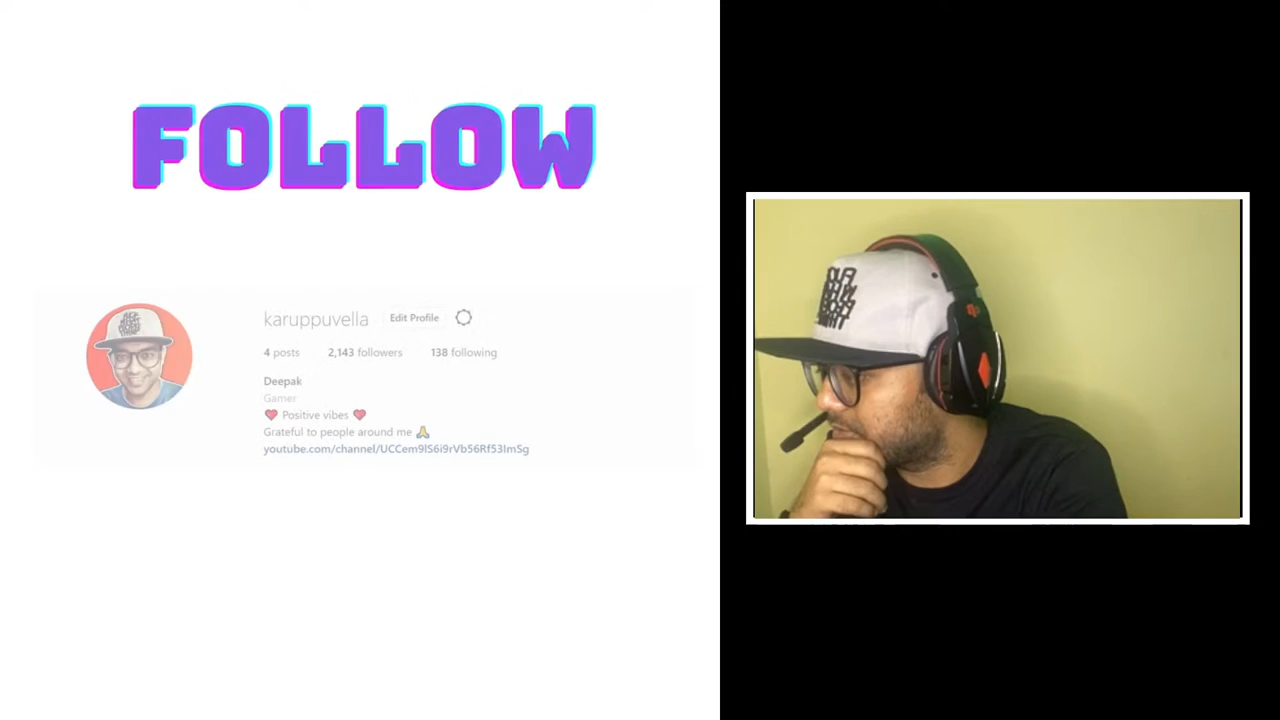 FOLLOW
karuppuvella Edit Profile
4 posts 2,143 followers 138 following
Deepak
Gamer
❤️ Positive vibes ❤️
Grateful to people around me 🙏
youtube.com/channel/UCCem9lS6i9rVb56Rf53ImSg